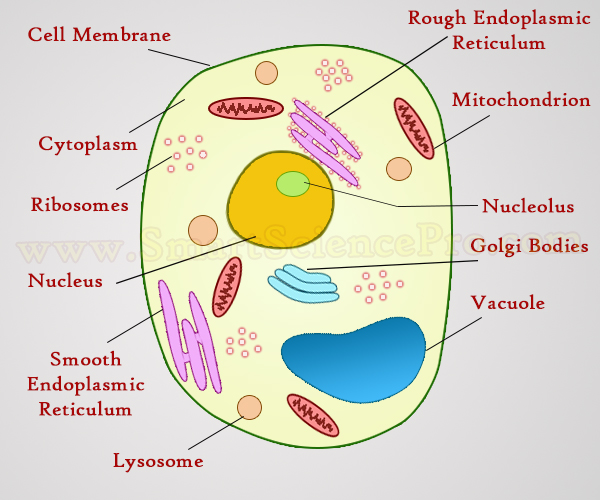 Cell Membrane
Rough Endoplasmic
Reticulum
Mitochondrion
Cytoplasm
Ribosomes
Nucleolus
www.SmartSciencePro.com
Golgi Bodies
Nucleus
Vacuole
Smooth
Endoplasmic
Reticulum
Lysosome